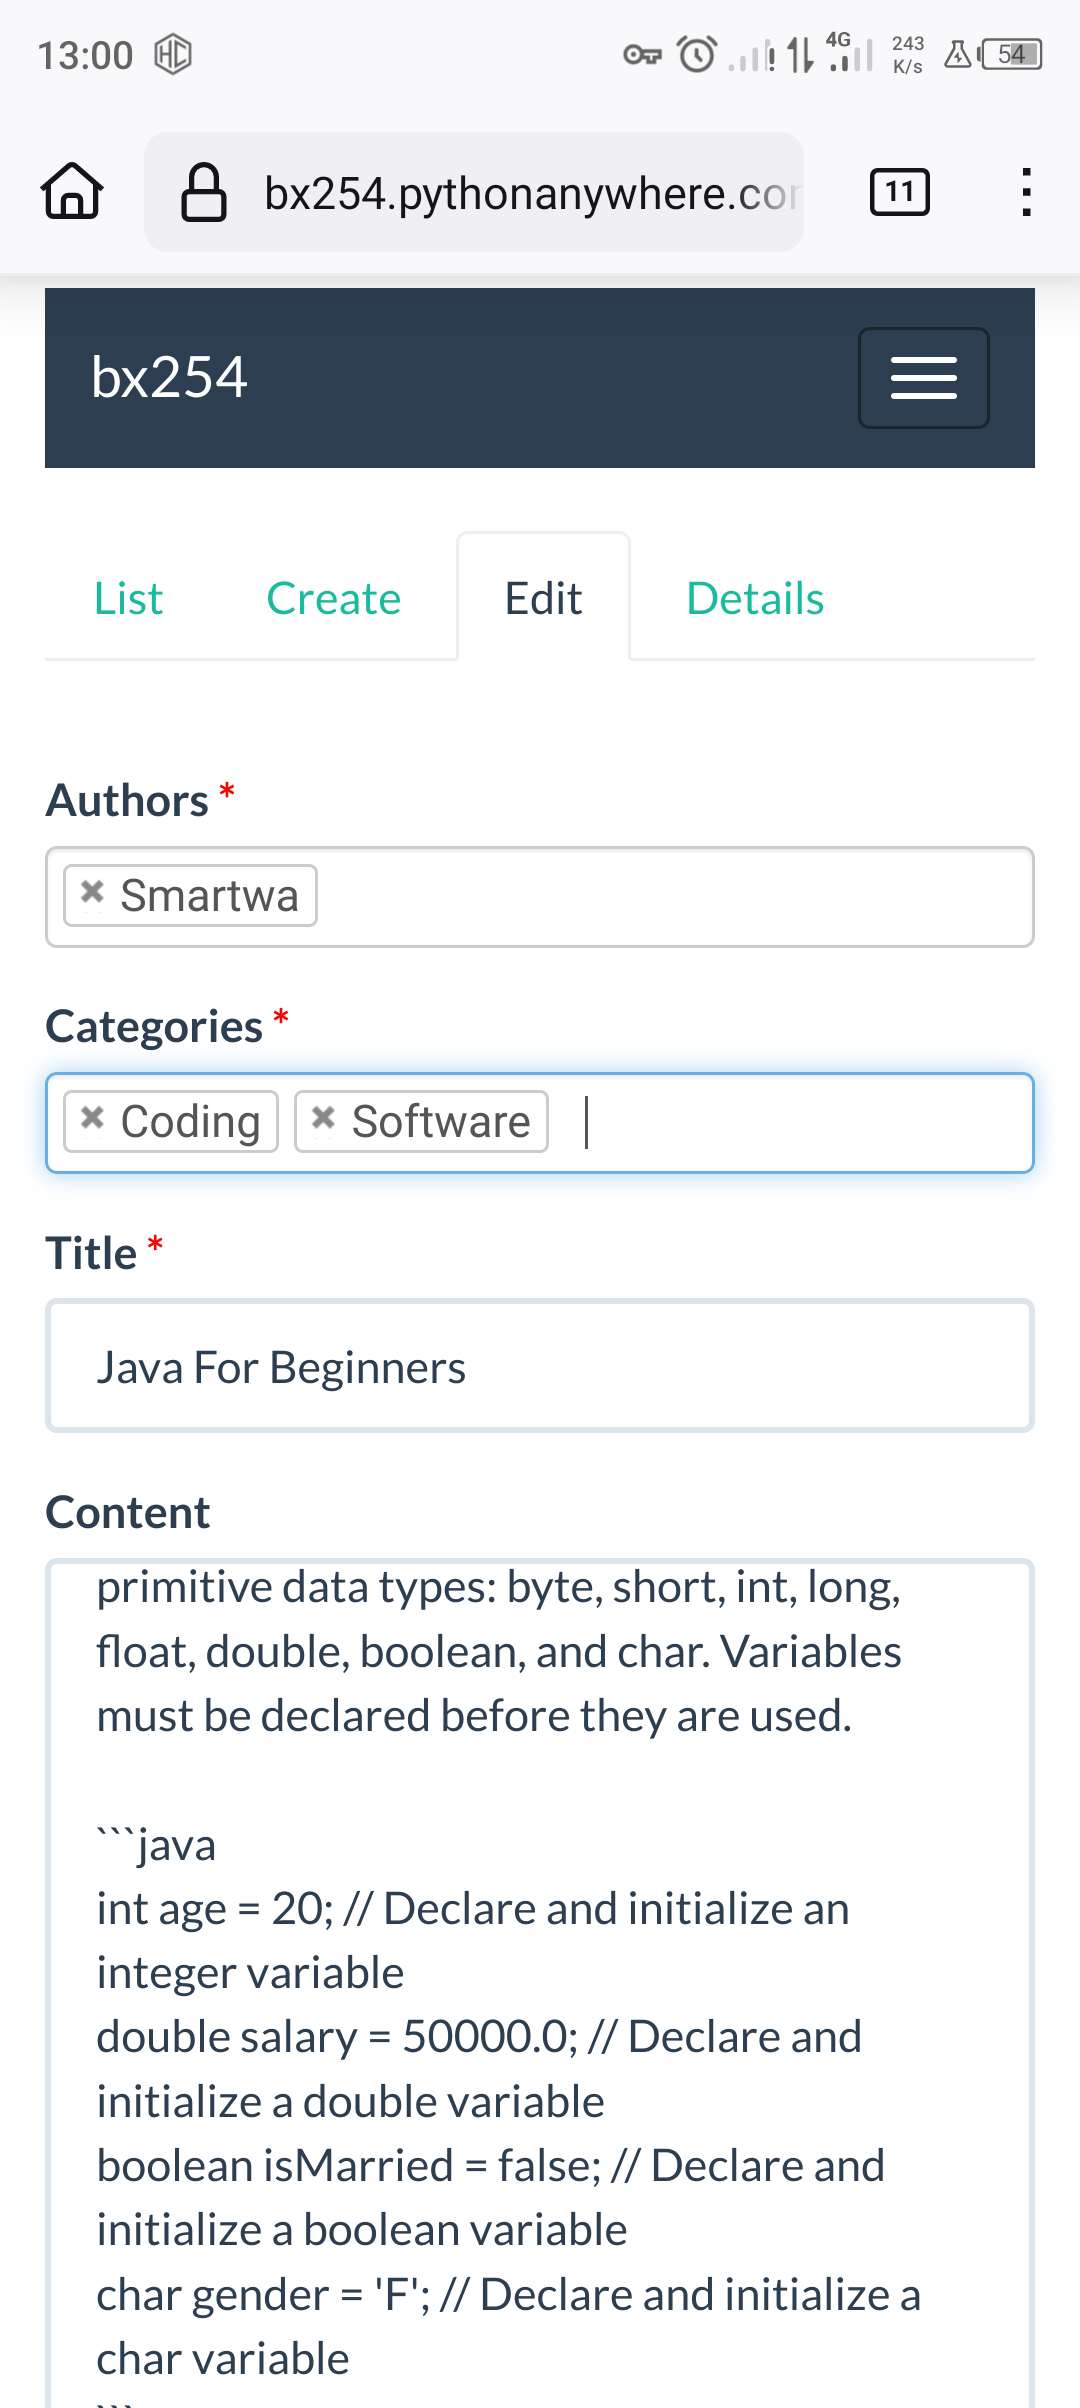 13:00 HC 4G 243 K/s 54
bx254.pythonanywhere.co
11
bx254
List Create Edit Details
Authors *
× Smartwa
Categories *
× Coding × Software
Title *
Java For Beginners
Content
primitive data types: byte, short, int, long,
float, double, boolean, and char. Variables
must be declared before they are used.
```java
int age = 20; // Declare and initialize an
integer variable
double salary = 50000.0; // Declare and
initialize a double variable
boolean isMarried = false; // Declare and
initialize a boolean variable
char gender = 'F'; // Declare and initialize a
char variable
```